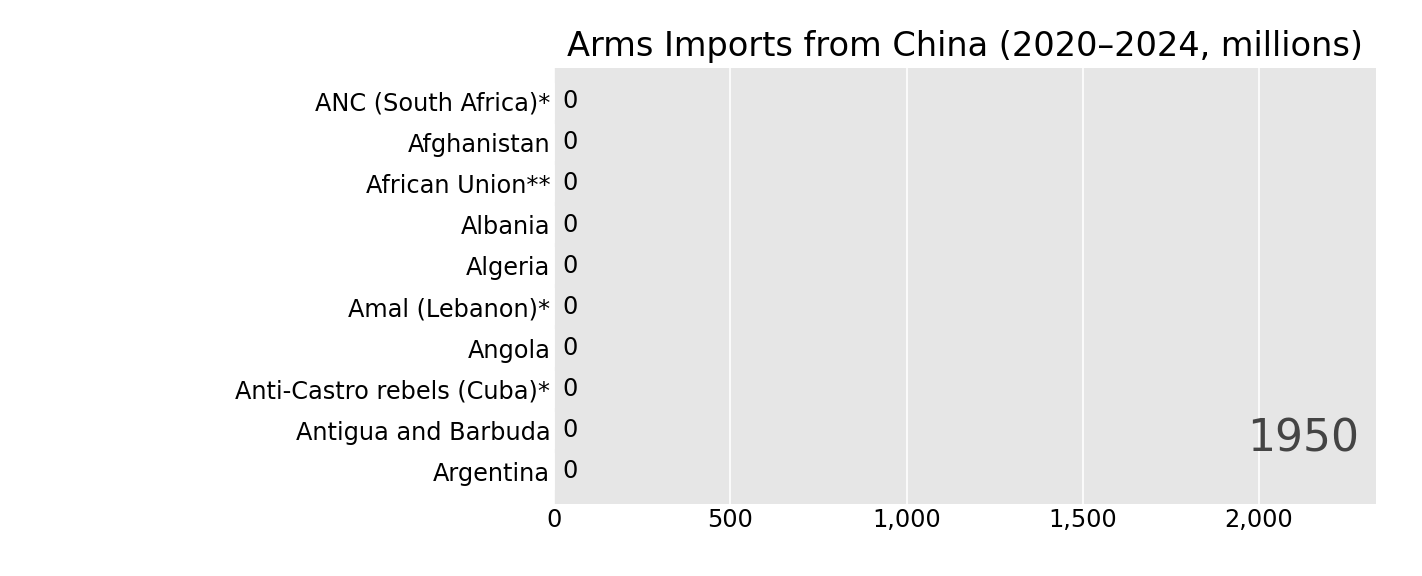 Arms Imports from China (2020–2024, millions)
ANC (South Africa)* 0
Afghanistan 0
African Union** 0
Albania 0
Algeria 0
Amal (Lebanon)* 0
Angola 0
Anti-Castro rebels (Cuba)* 0
Antigua and Barbuda 0
1950
Argentina 0
0 500 1,000 1,500 2,000